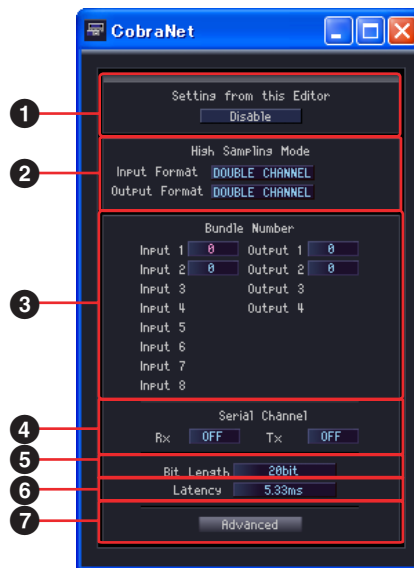 CobraNet
1
Setting from this Editor
Disable
2
High Sampling Mode
Input Format DOUBLE CHANNEL
Output Format DOUBLE CHANNEL
3
Bundle Number
Input 1 0 Output 1 0
Input 2 0 Output 2 0
Input 3 Output 3
Input 4 Output 4
Input 5
Input 6
Input 7
Input 8
4
Serial Channel
Rx OFF Tx OFF
5
Bit Length 20bit
6
Latency 5.33ms
7
Advanced